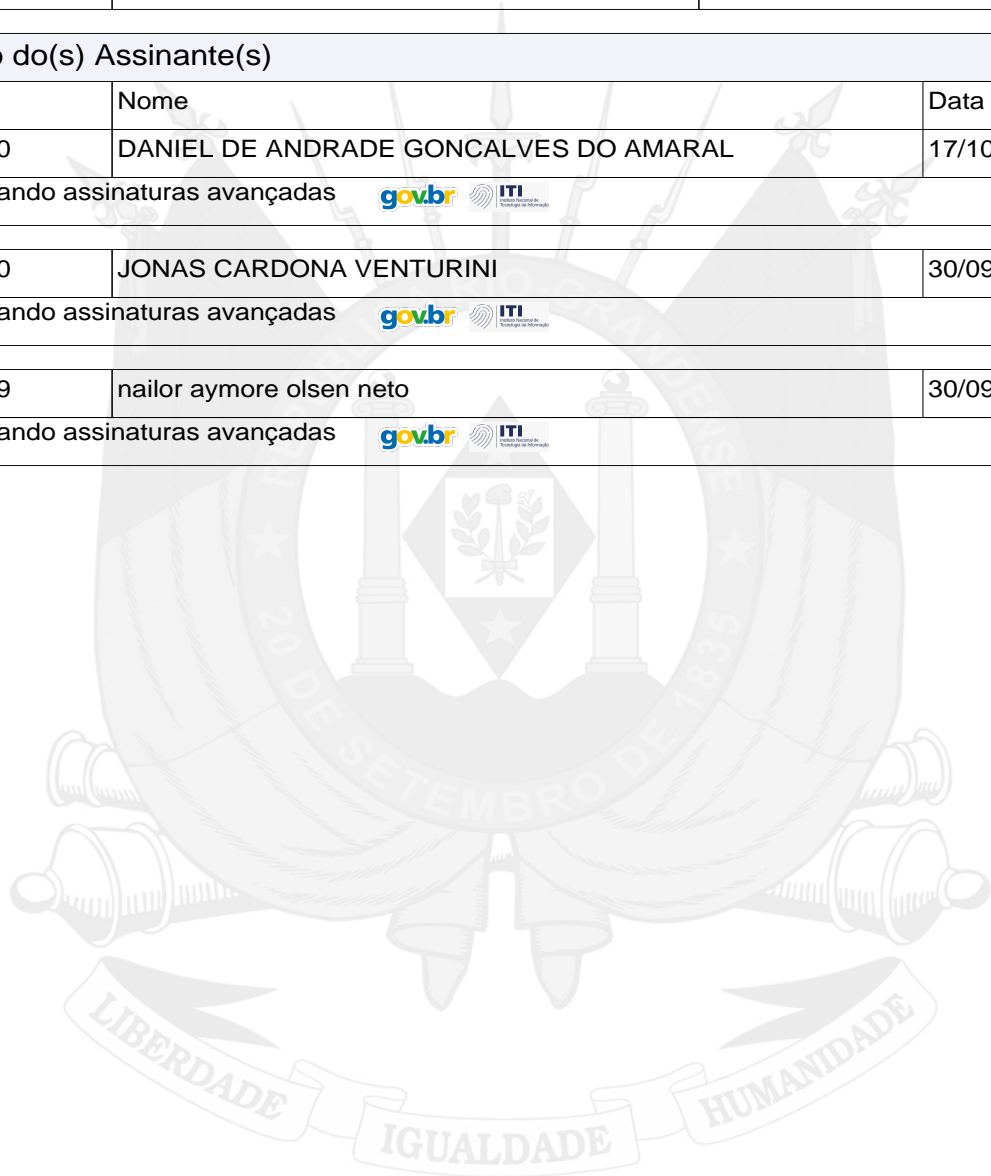 o do(s) Assinante(s)
Nome Data
0 DANIEL DE ANDRADE GONCALVES DO AMARAL 17/10
ando assinaturas avançadas gov.br ITI
0 JONAS CARDONA VENTURINI 30/09
ando assinaturas avançadas gov.br ITI
9 nailor aymore olsen neto 30/09
ando assinaturas avançadas gov.br ITI
20 DE SETEMBRO DE 1835
LIBERDADE IGUALDADE HUMANIDADE